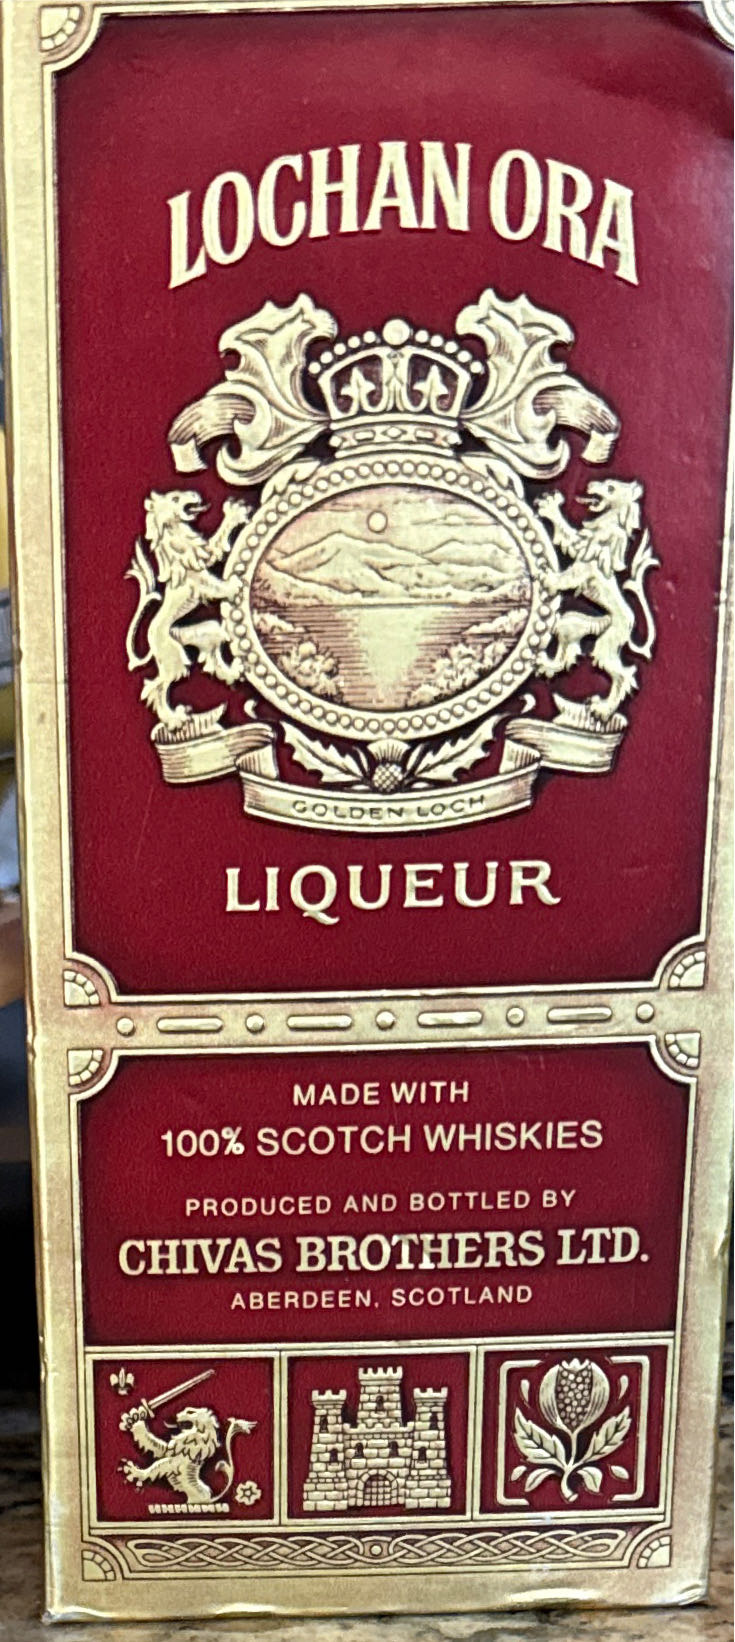 LOCHAN ORA
GOLDEN LOCH
LIQUEUR
MADE WITH
100% SCOTCH WHISKIES
PRODUCED AND BOTTLED BY
CHIVAS BROTHERS LTD.
ABERDEEN, SCOTLAND